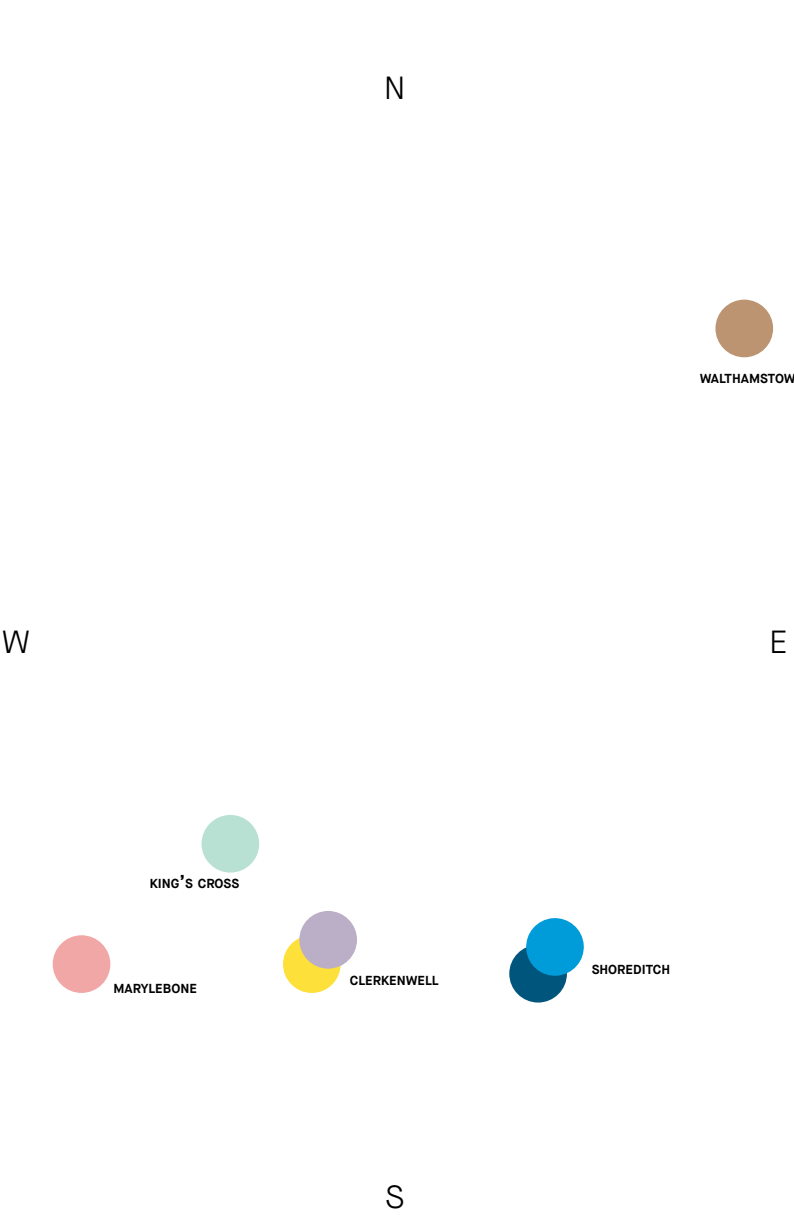 N
WALTHAMSTOW
W
E
KING’S CROSS
SHOREDITCH
CLERKENWELL
MARYLEBONE
S